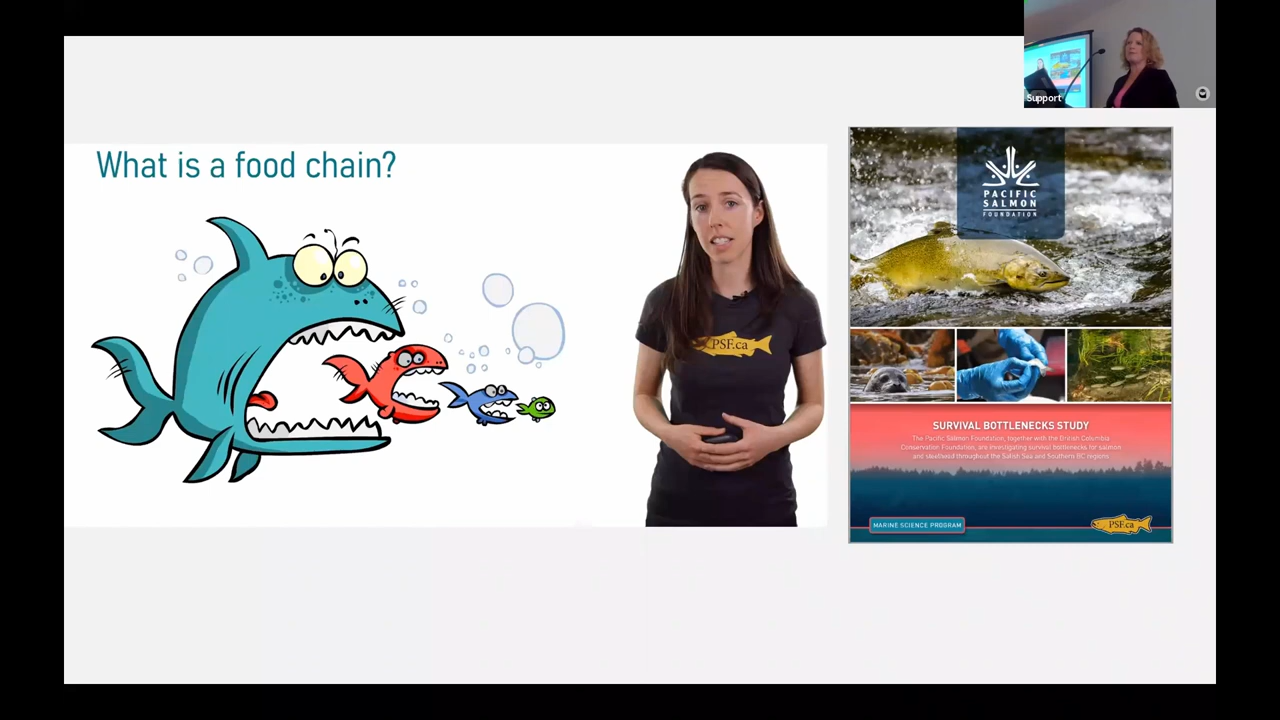 Support
What is a food chain?
PSF.ca
PACIFIC
SALMON
FOUNDATION
SURVIVAL BOTTLENECKS STUDY
The Pacific Salmon Foundation, together with the British Columbia
Conservation Foundation, are investigating survival bottlenecks for salmon
and steelhead throughout the Salish Sea and Southern BC regions.
MARINE SCIENCE PROGRAM
PSF.ca